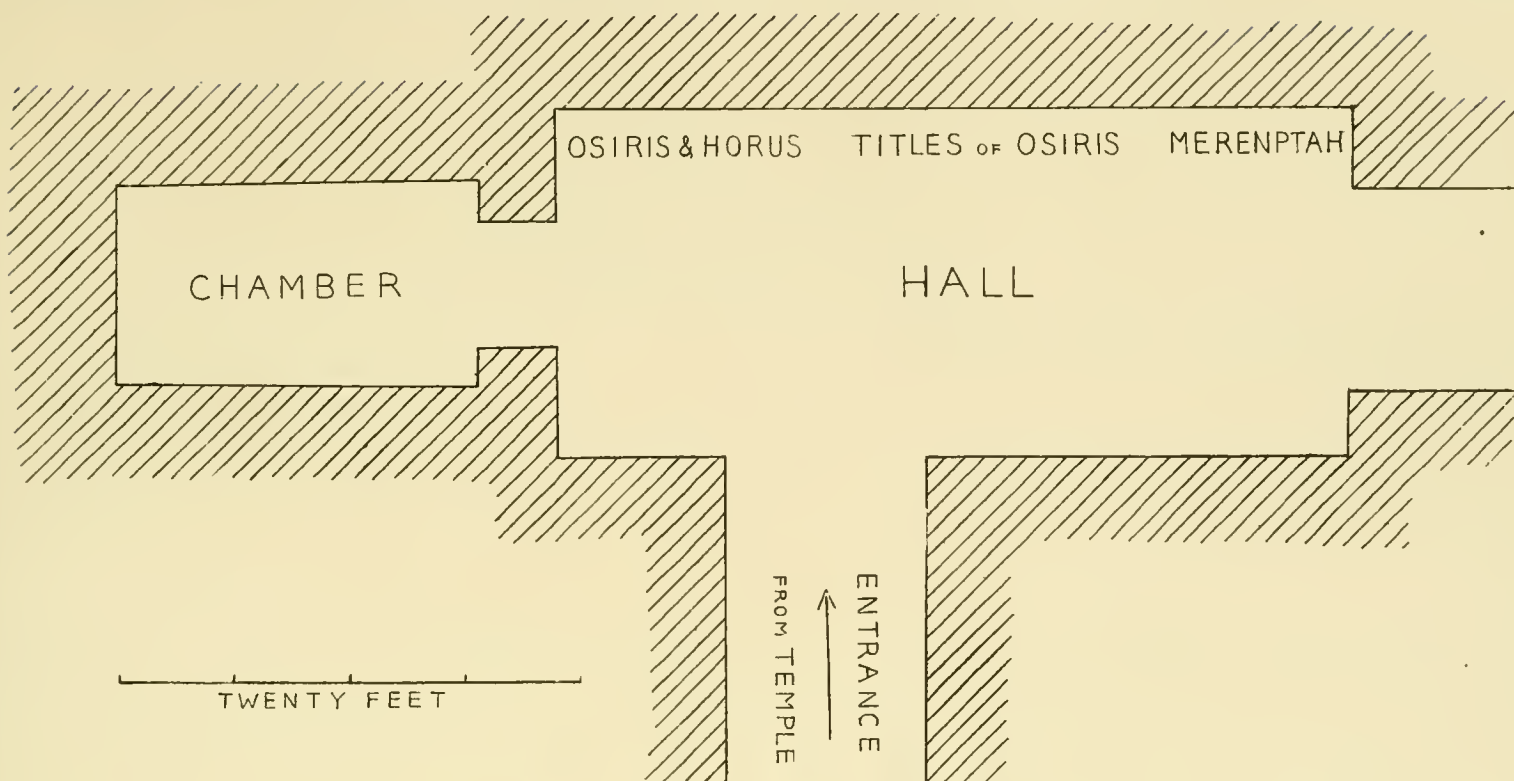 OSIRIS & HORUS TITLES OF OSIRIS MERENPTAH
CHAMBER
HALL
ENTRANCE
FROM TEMPLE
TWENTY FEET